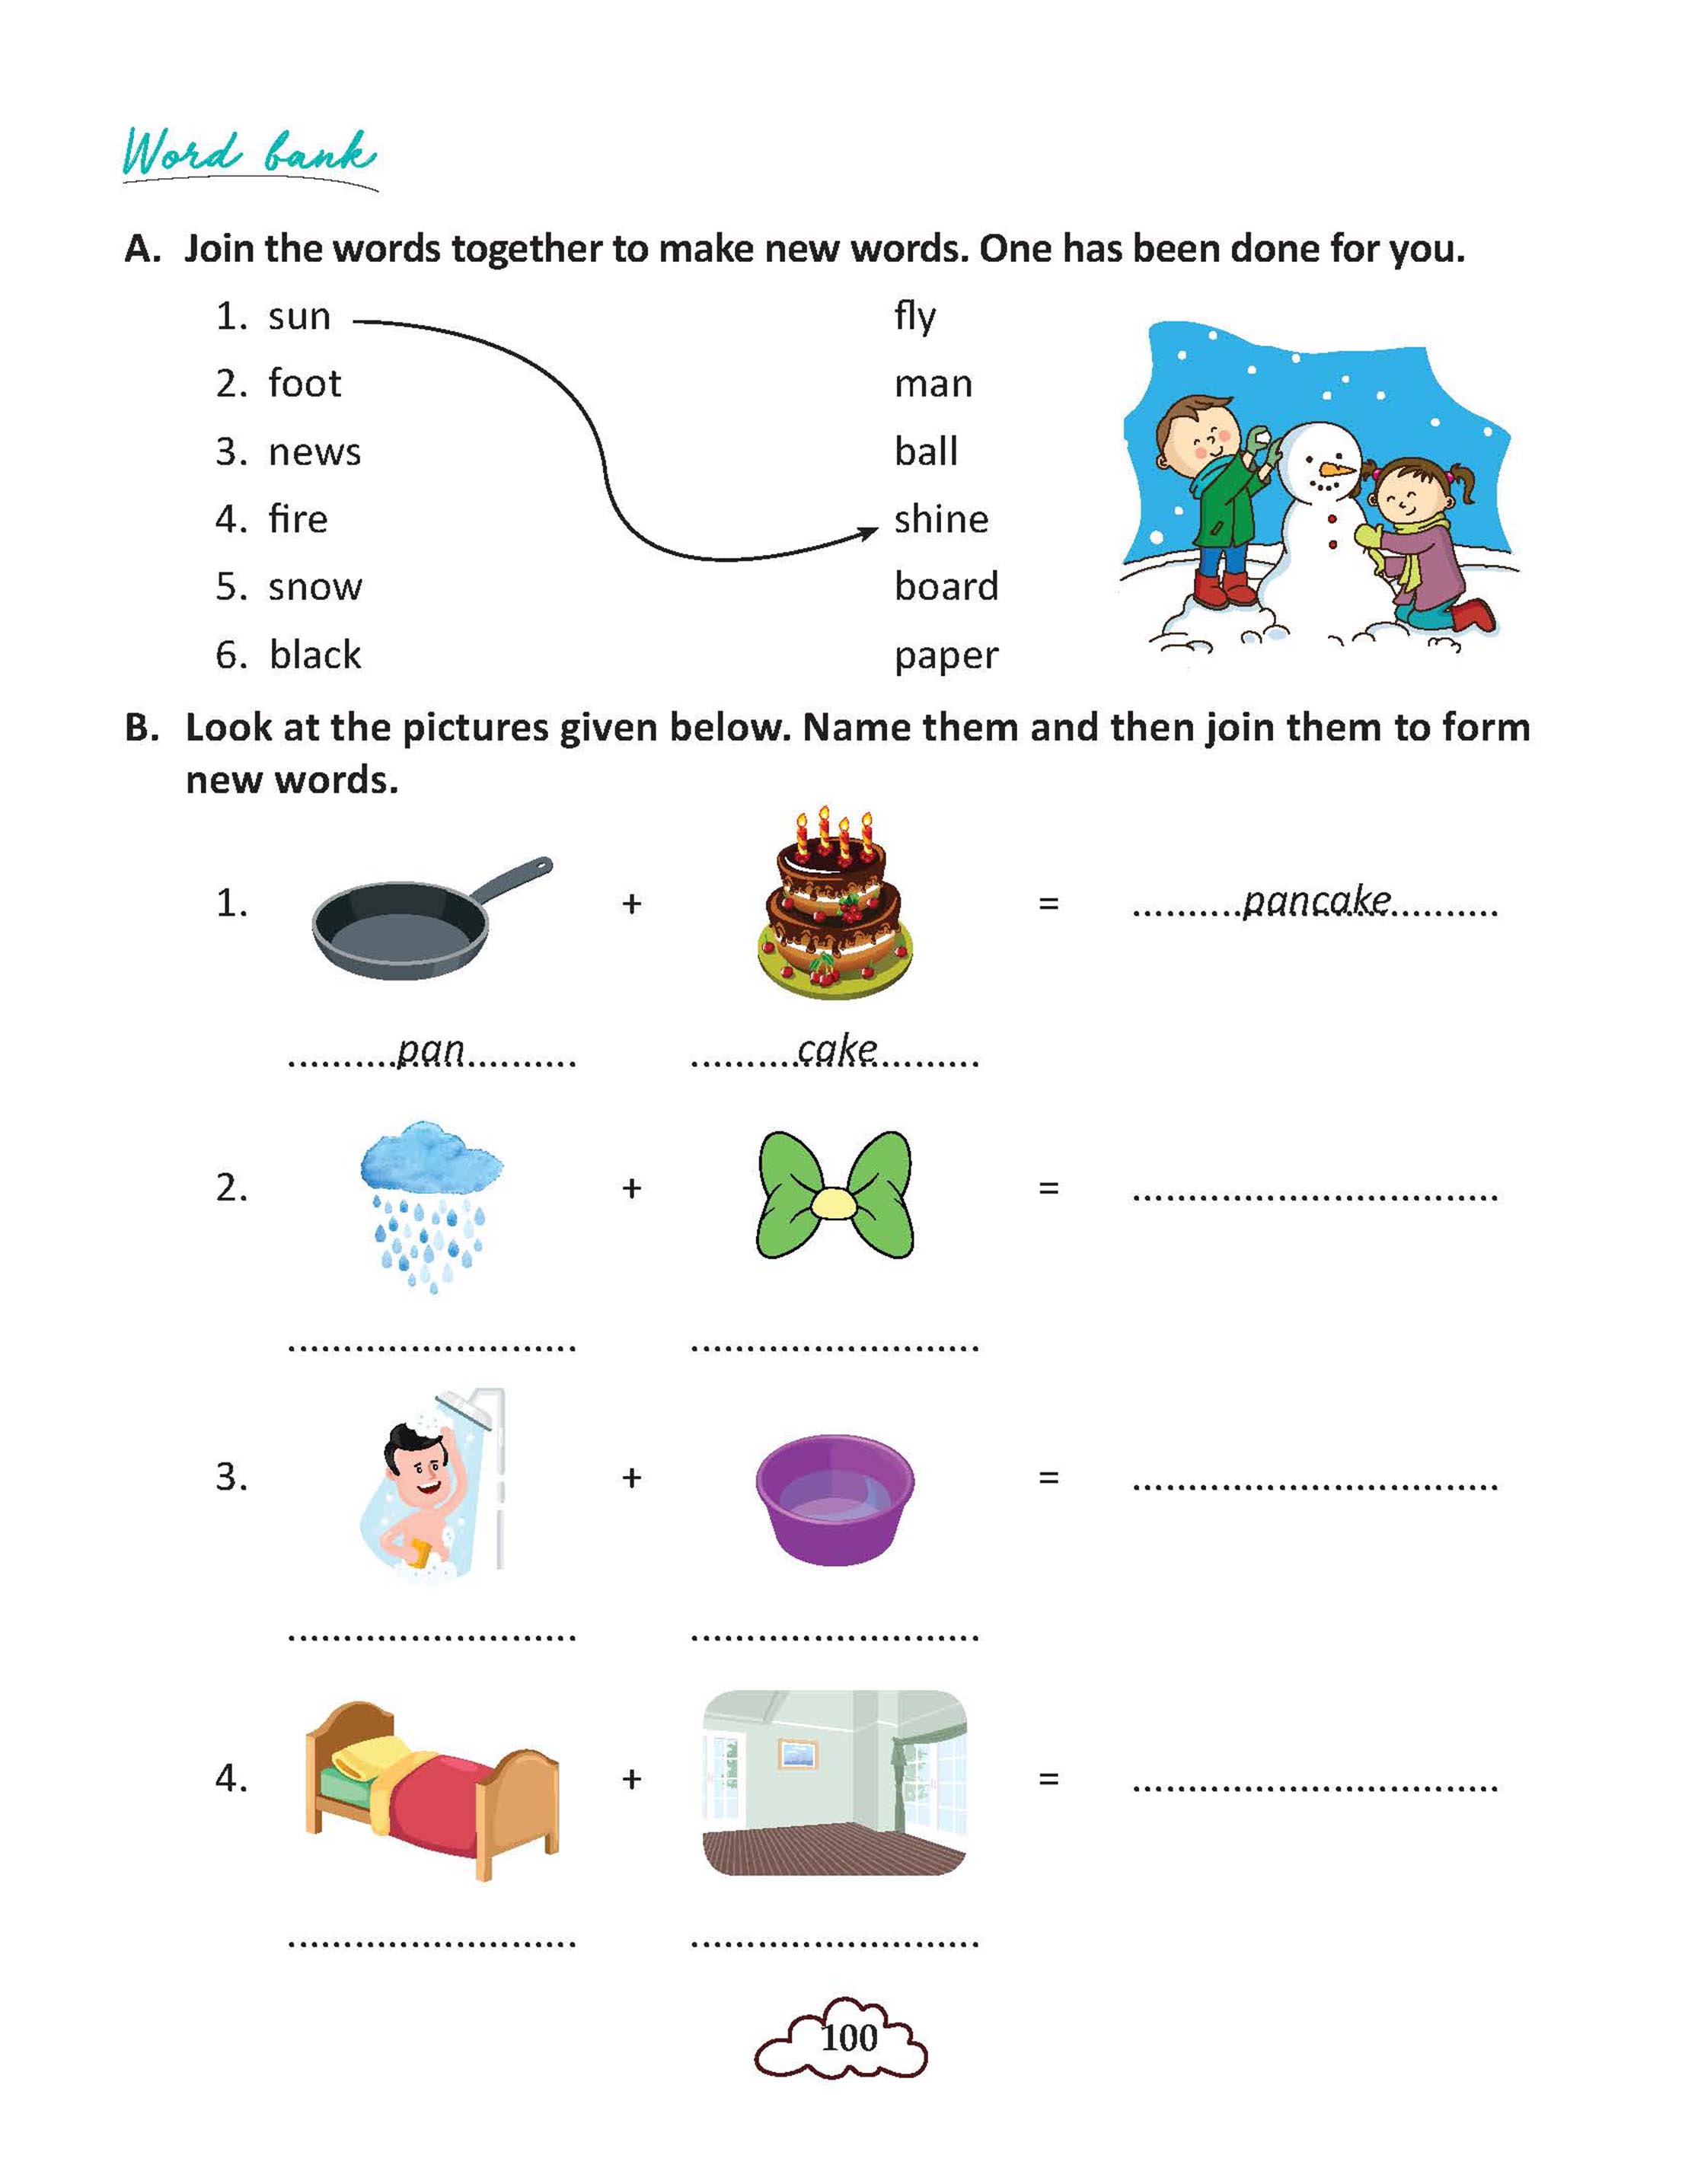 Word bank
A. Join the words together to make new words. One has been done for you.
1. sun fly
2. foot man
3. news ball
4. fire shine
5. snow board
6. black paper
B. Look at the pictures given below. Name them and then join them to form
new words.
1. + = ..........pancake..........
..........pan.......... ..........cake..........
2. + = .................................
.......................... ..........................
3. + = .................................
.......................... ..........................
4. + = .................................
.......................... ..........................
100